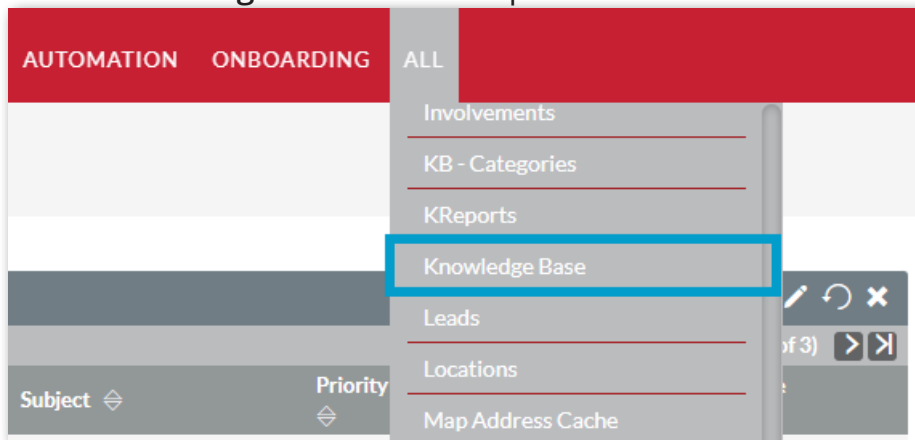 AUTOMATION ONBOARDING ALL
Involvements
KB - Categories
KReports
Knowledge Base
Leads
of 3)
Locations
Subject Priority
Map Address Cache